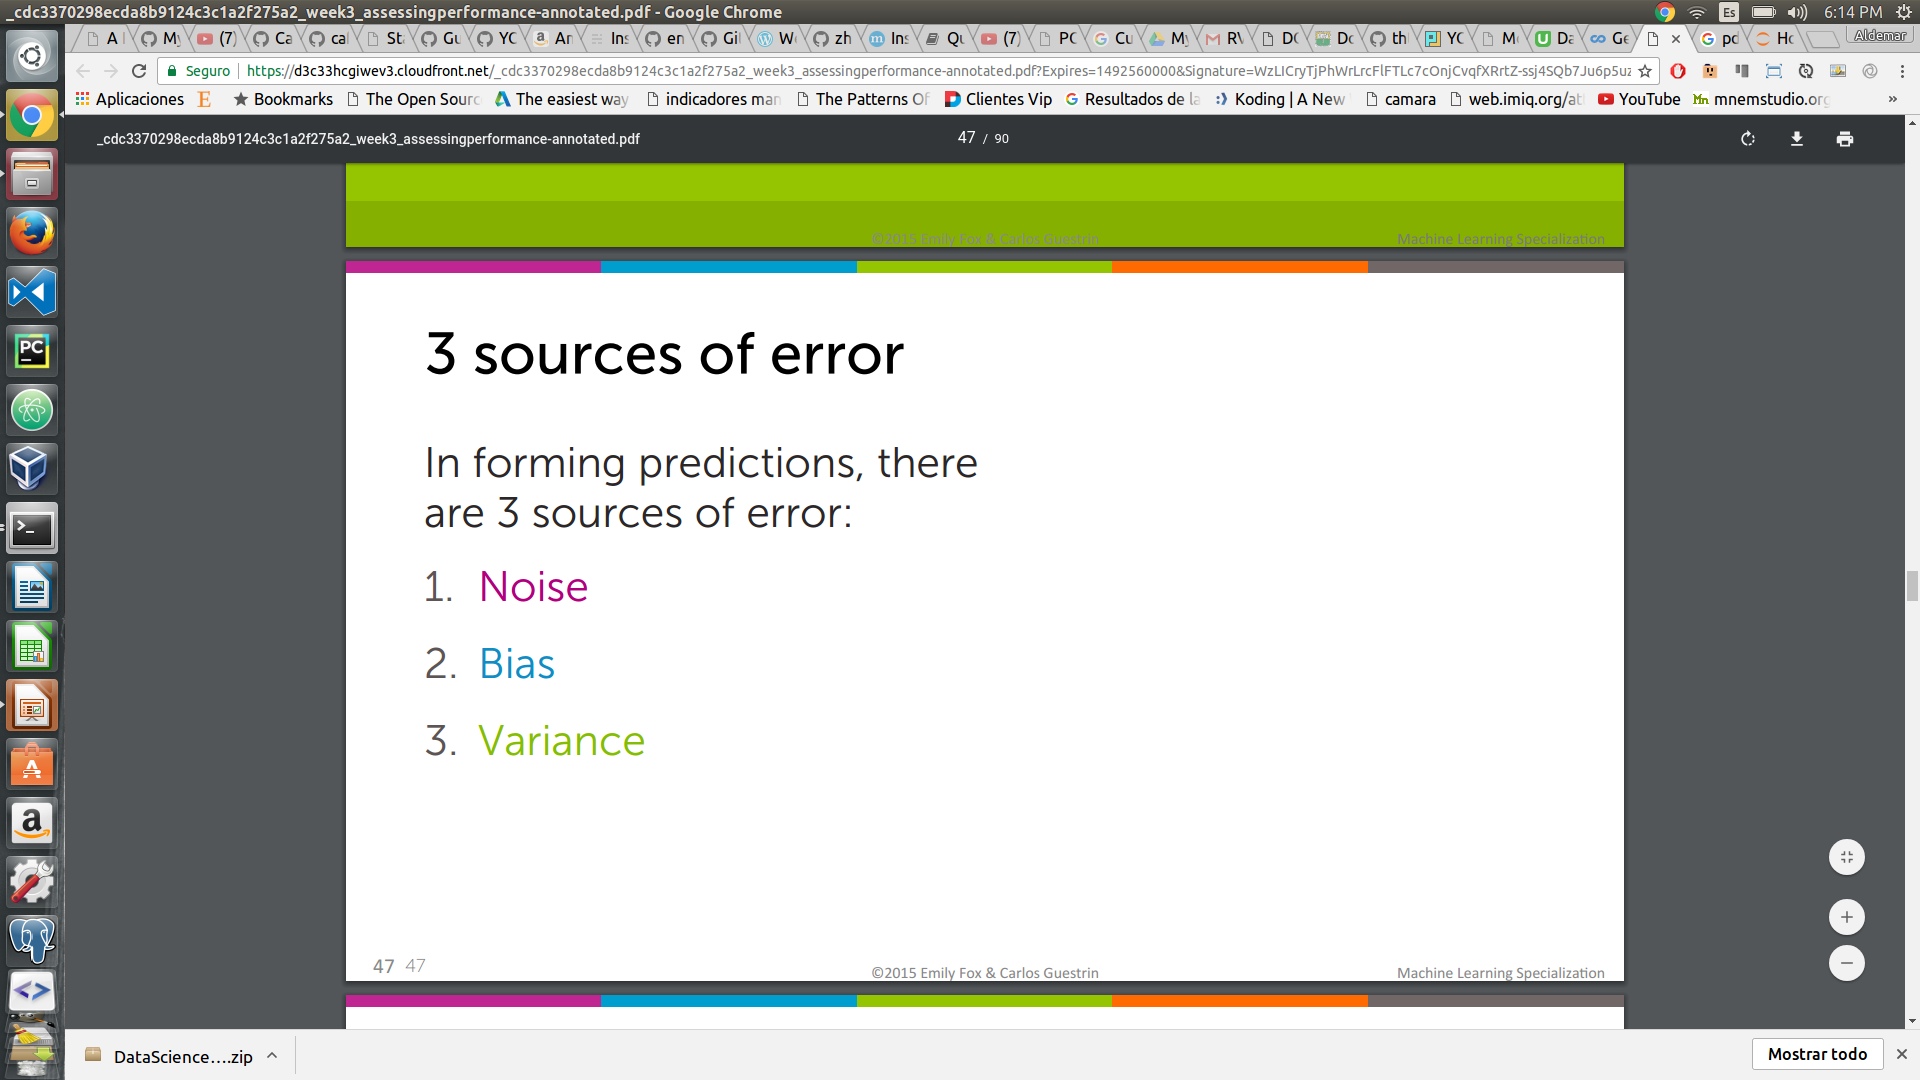 _cdc3370298ecda8b9124c3c1a2f275a2_week3_assessingperformance-annotated.pdf - Google Chrome
Es
6:14 PM
Aldemar
Seguro
https://d3c33hcgiwev3.cloudfront.net/_cdc3370298ecda8b9124c3c1a2f275a2_week3_assessingperformance-annotated.pdf?Expires=1492560000&Signature=WzLICryTjPhWrLrcFlFTLc7cOnjCvqfXRrtZ-ssj4SQb7Ju6p5uz
Aplicaciones
Bookmarks
The Open Sourc
The easiest way
indicadores man
The Patterns Of
Clientes Vip
Resultados de la
Koding | A New
camara
web.imiq.org/at
YouTube
mnemstudio.org
»
_cdc3370298ecda8b9124c3c1a2f275a2_week3_assessingperformance-annotated.pdf
47 / 90
©2015 Emily Fox & Carlos Guestrin
Machine Learning Specialization
3 sources of error
In forming predictions, there
are 3 sources of error:
1. Noise
2. Bias
3. Variance
47 47
©2015 Emily Fox & Carlos Guestrin
Machine Learning Specialization
DataScience....zip
Mostrar todo